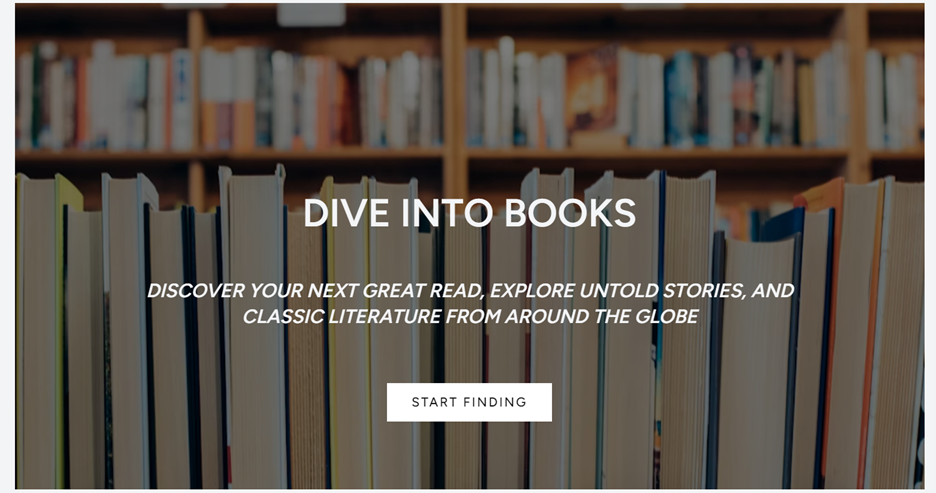 DIVE INTO BOOKS
DISCOVER YOUR NEXT GREAT READ, EXPLORE UNTOLD STORIES, AND
CLASSIC LITERATURE FROM AROUND THE GLOBE
START FINDING